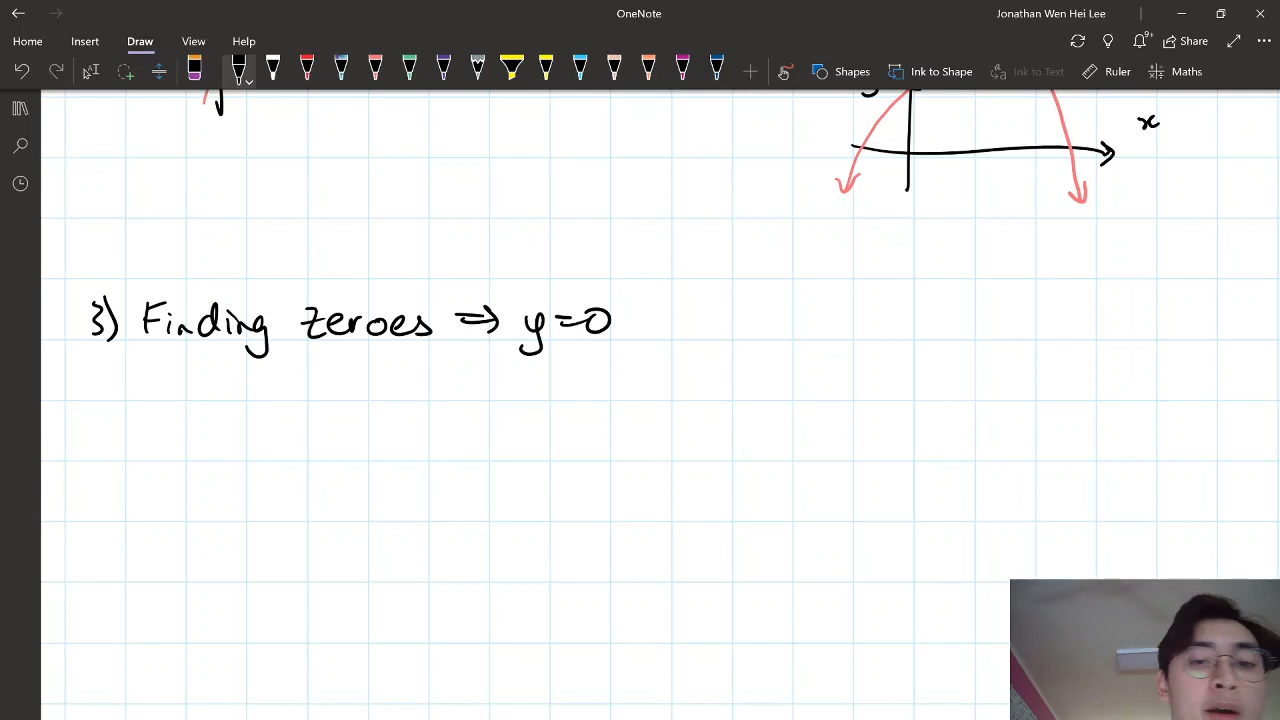 OneNote
Jonathan Wen Hei Lee
Home Insert Draw View Help
9+ Share
Shapes Ink to Shape Ink to Text Ruler Maths
x
3) Finding zeroes ⇒ y=0